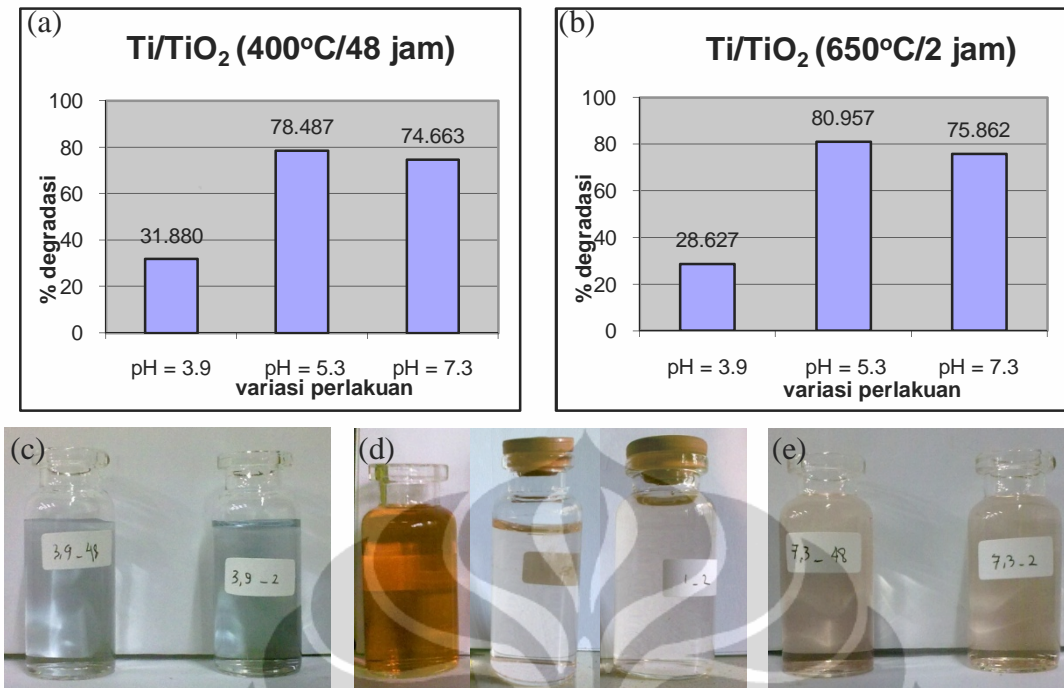 (a)
Ti/TiO₂ (400°C/48 jam)
% degradasi
100
80
60
40
20
0
31.880
78.487
74.663
pH = 3.9
pH = 5.3
pH = 7.3
variasi perlakuan
(b)
Ti/TiO₂ (650°C/2 jam)
% degradasi
100
80
60
40
20
0
28.627
80.957
75.862
pH = 3.9
pH = 5.3
pH = 7.3
variasi perlakuan
(c)
3,9_48
3,9_2
(d)
1_2
(e)
7,3_48
7,3_2